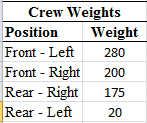 Crew Weights
Position Weight
Front - Left 280
Front - Right 200
Rear - Right 175
Rear - Left 20